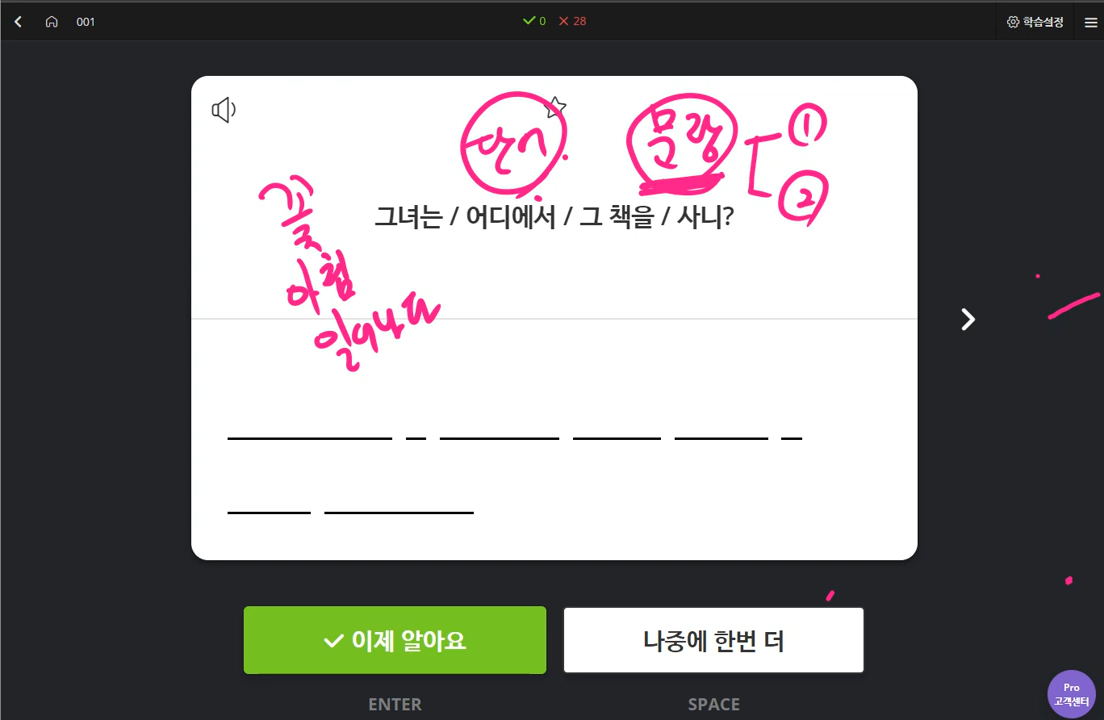 001 0 28 학습설정
단어 문장 ①
②
그녀는 / 어디에서 / 그 책을 / 사니?
꽃
아침
일어나다
이제 알아요 나중에 한번 더
ENTER SPACE
Pro
고객센터